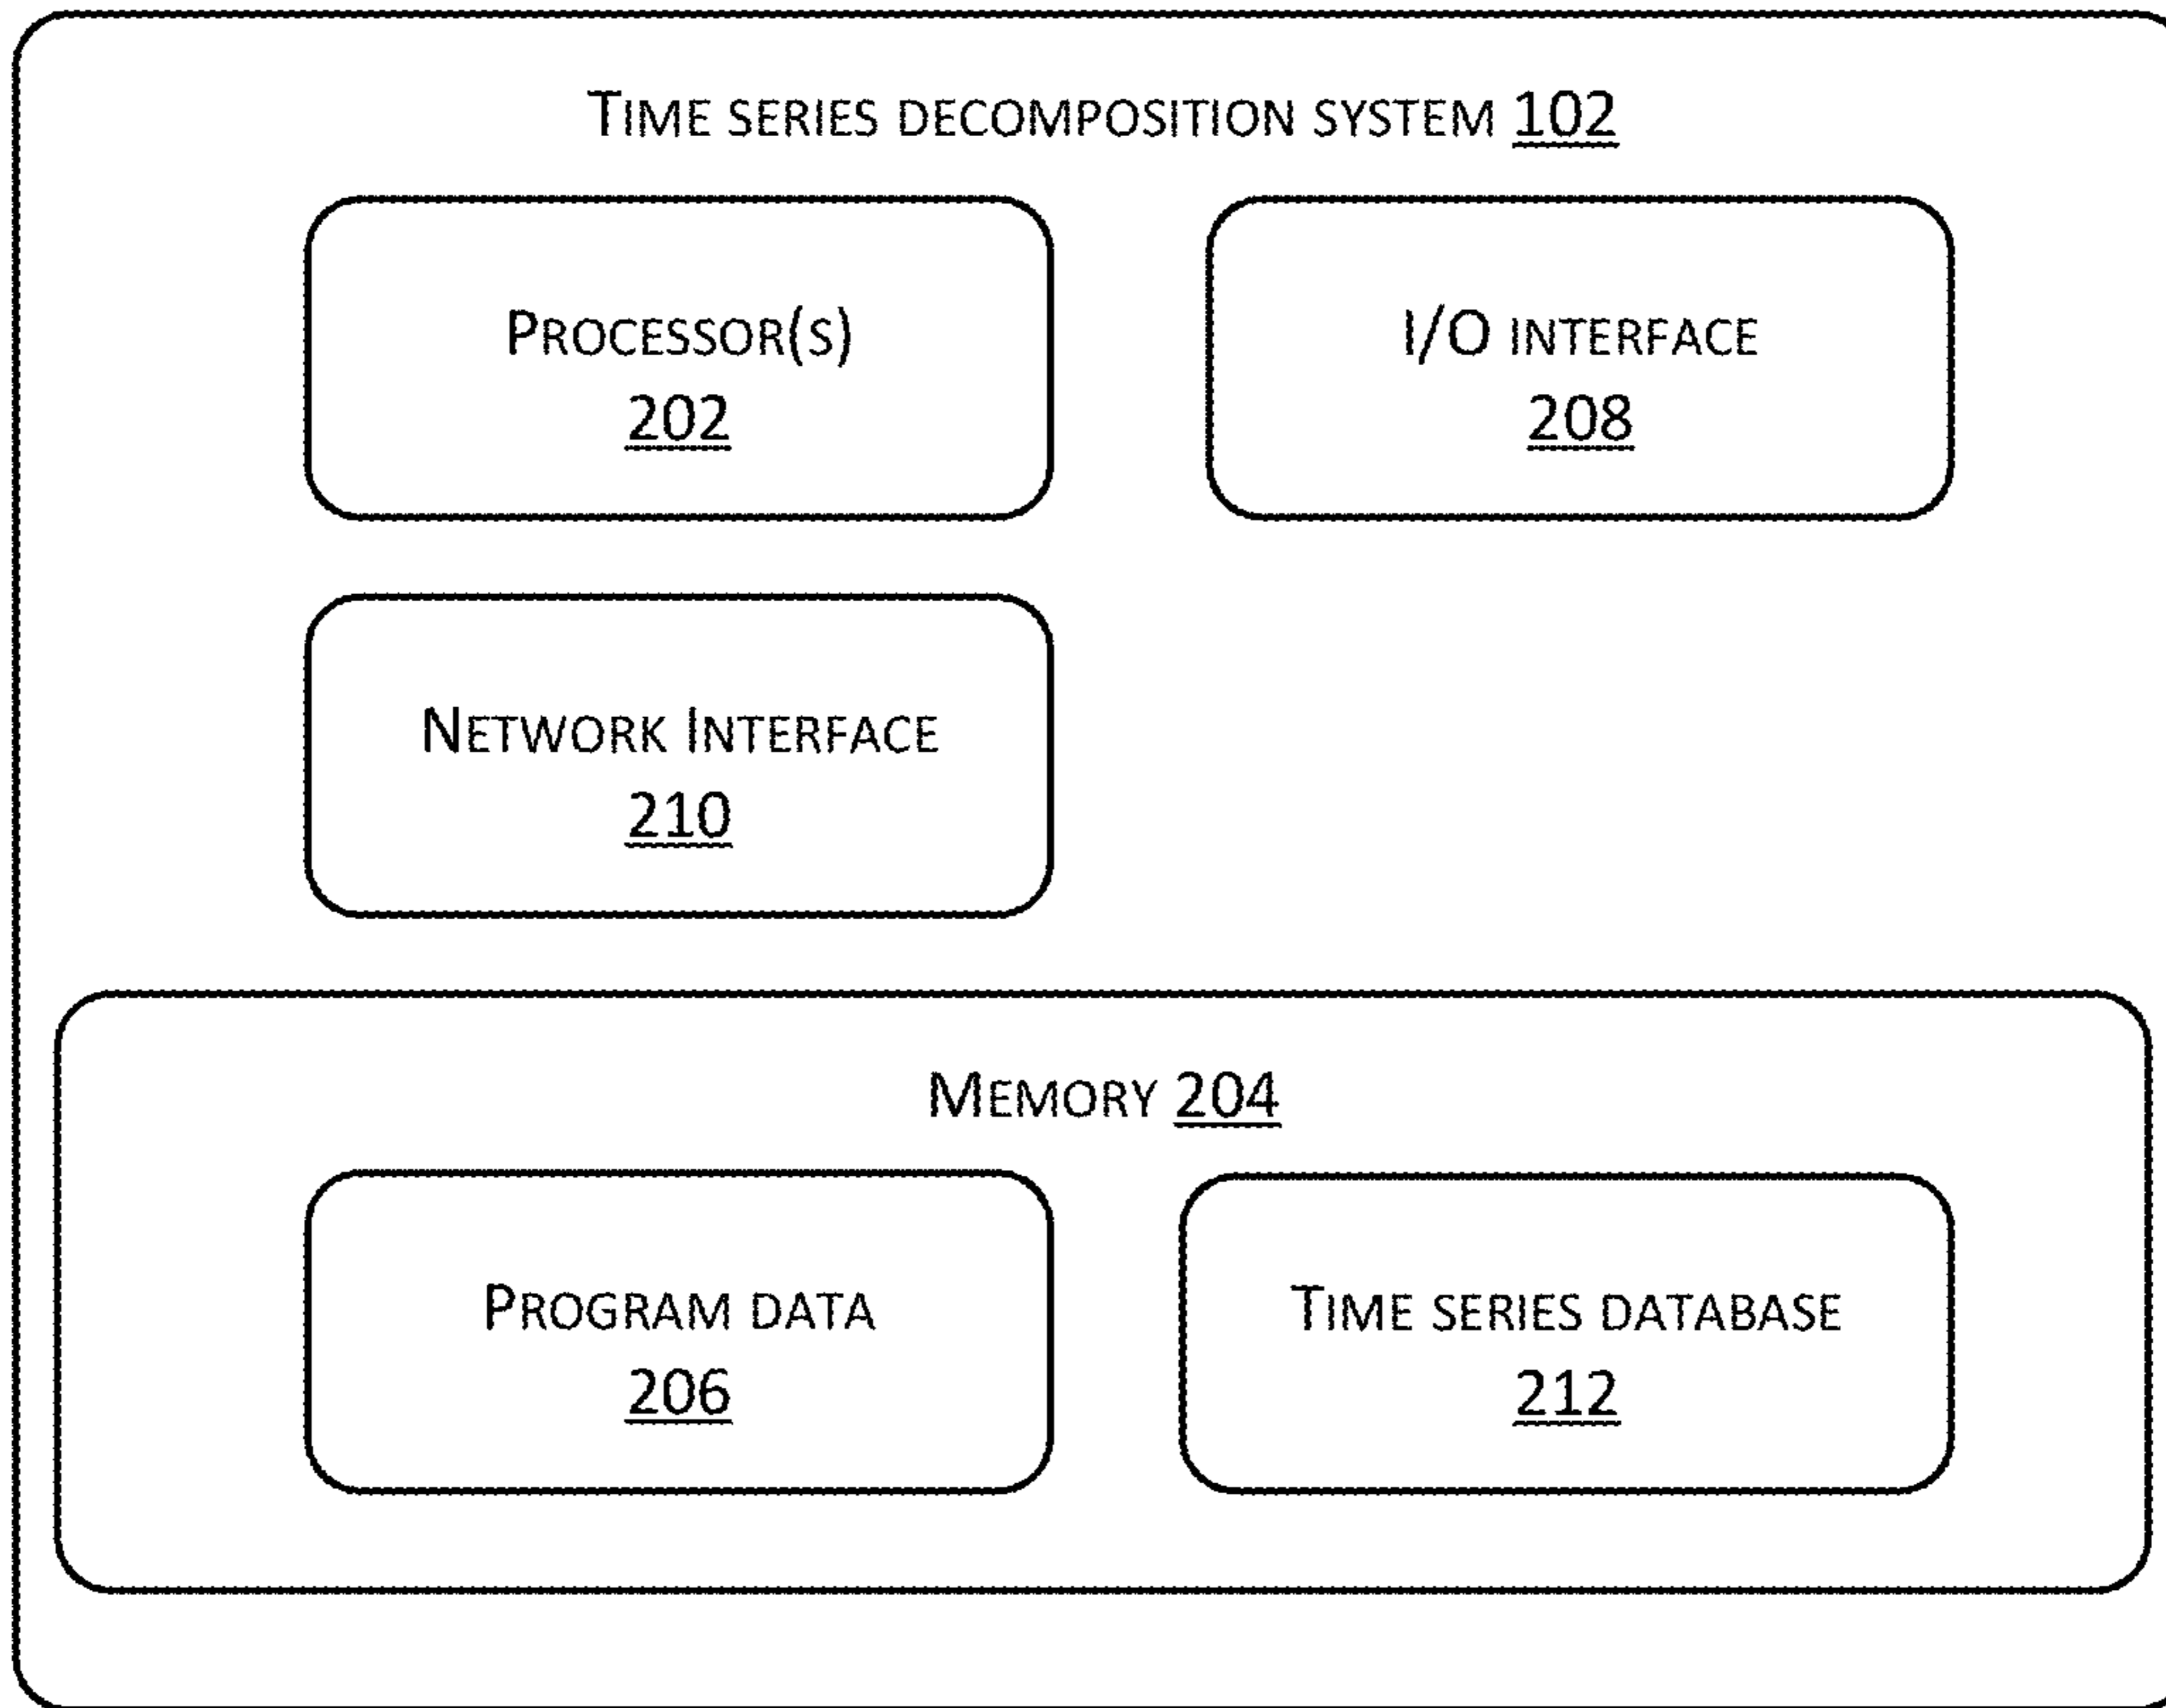 Time series decomposition system 102
Processor(s)
202
I/O interface
208
Network Interface
210
Memory 204
Program data
206
Time series database
212